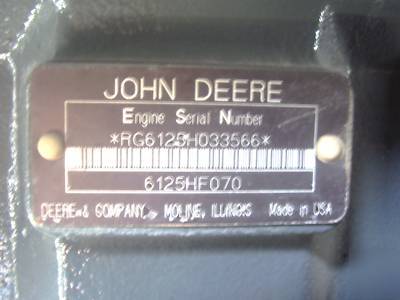 JOHN DEERE
Engine Serial Number
*RG6125H033566*
6125HF070
DEERE & COMPANY MOLINE, ILLINOIS Made in USA